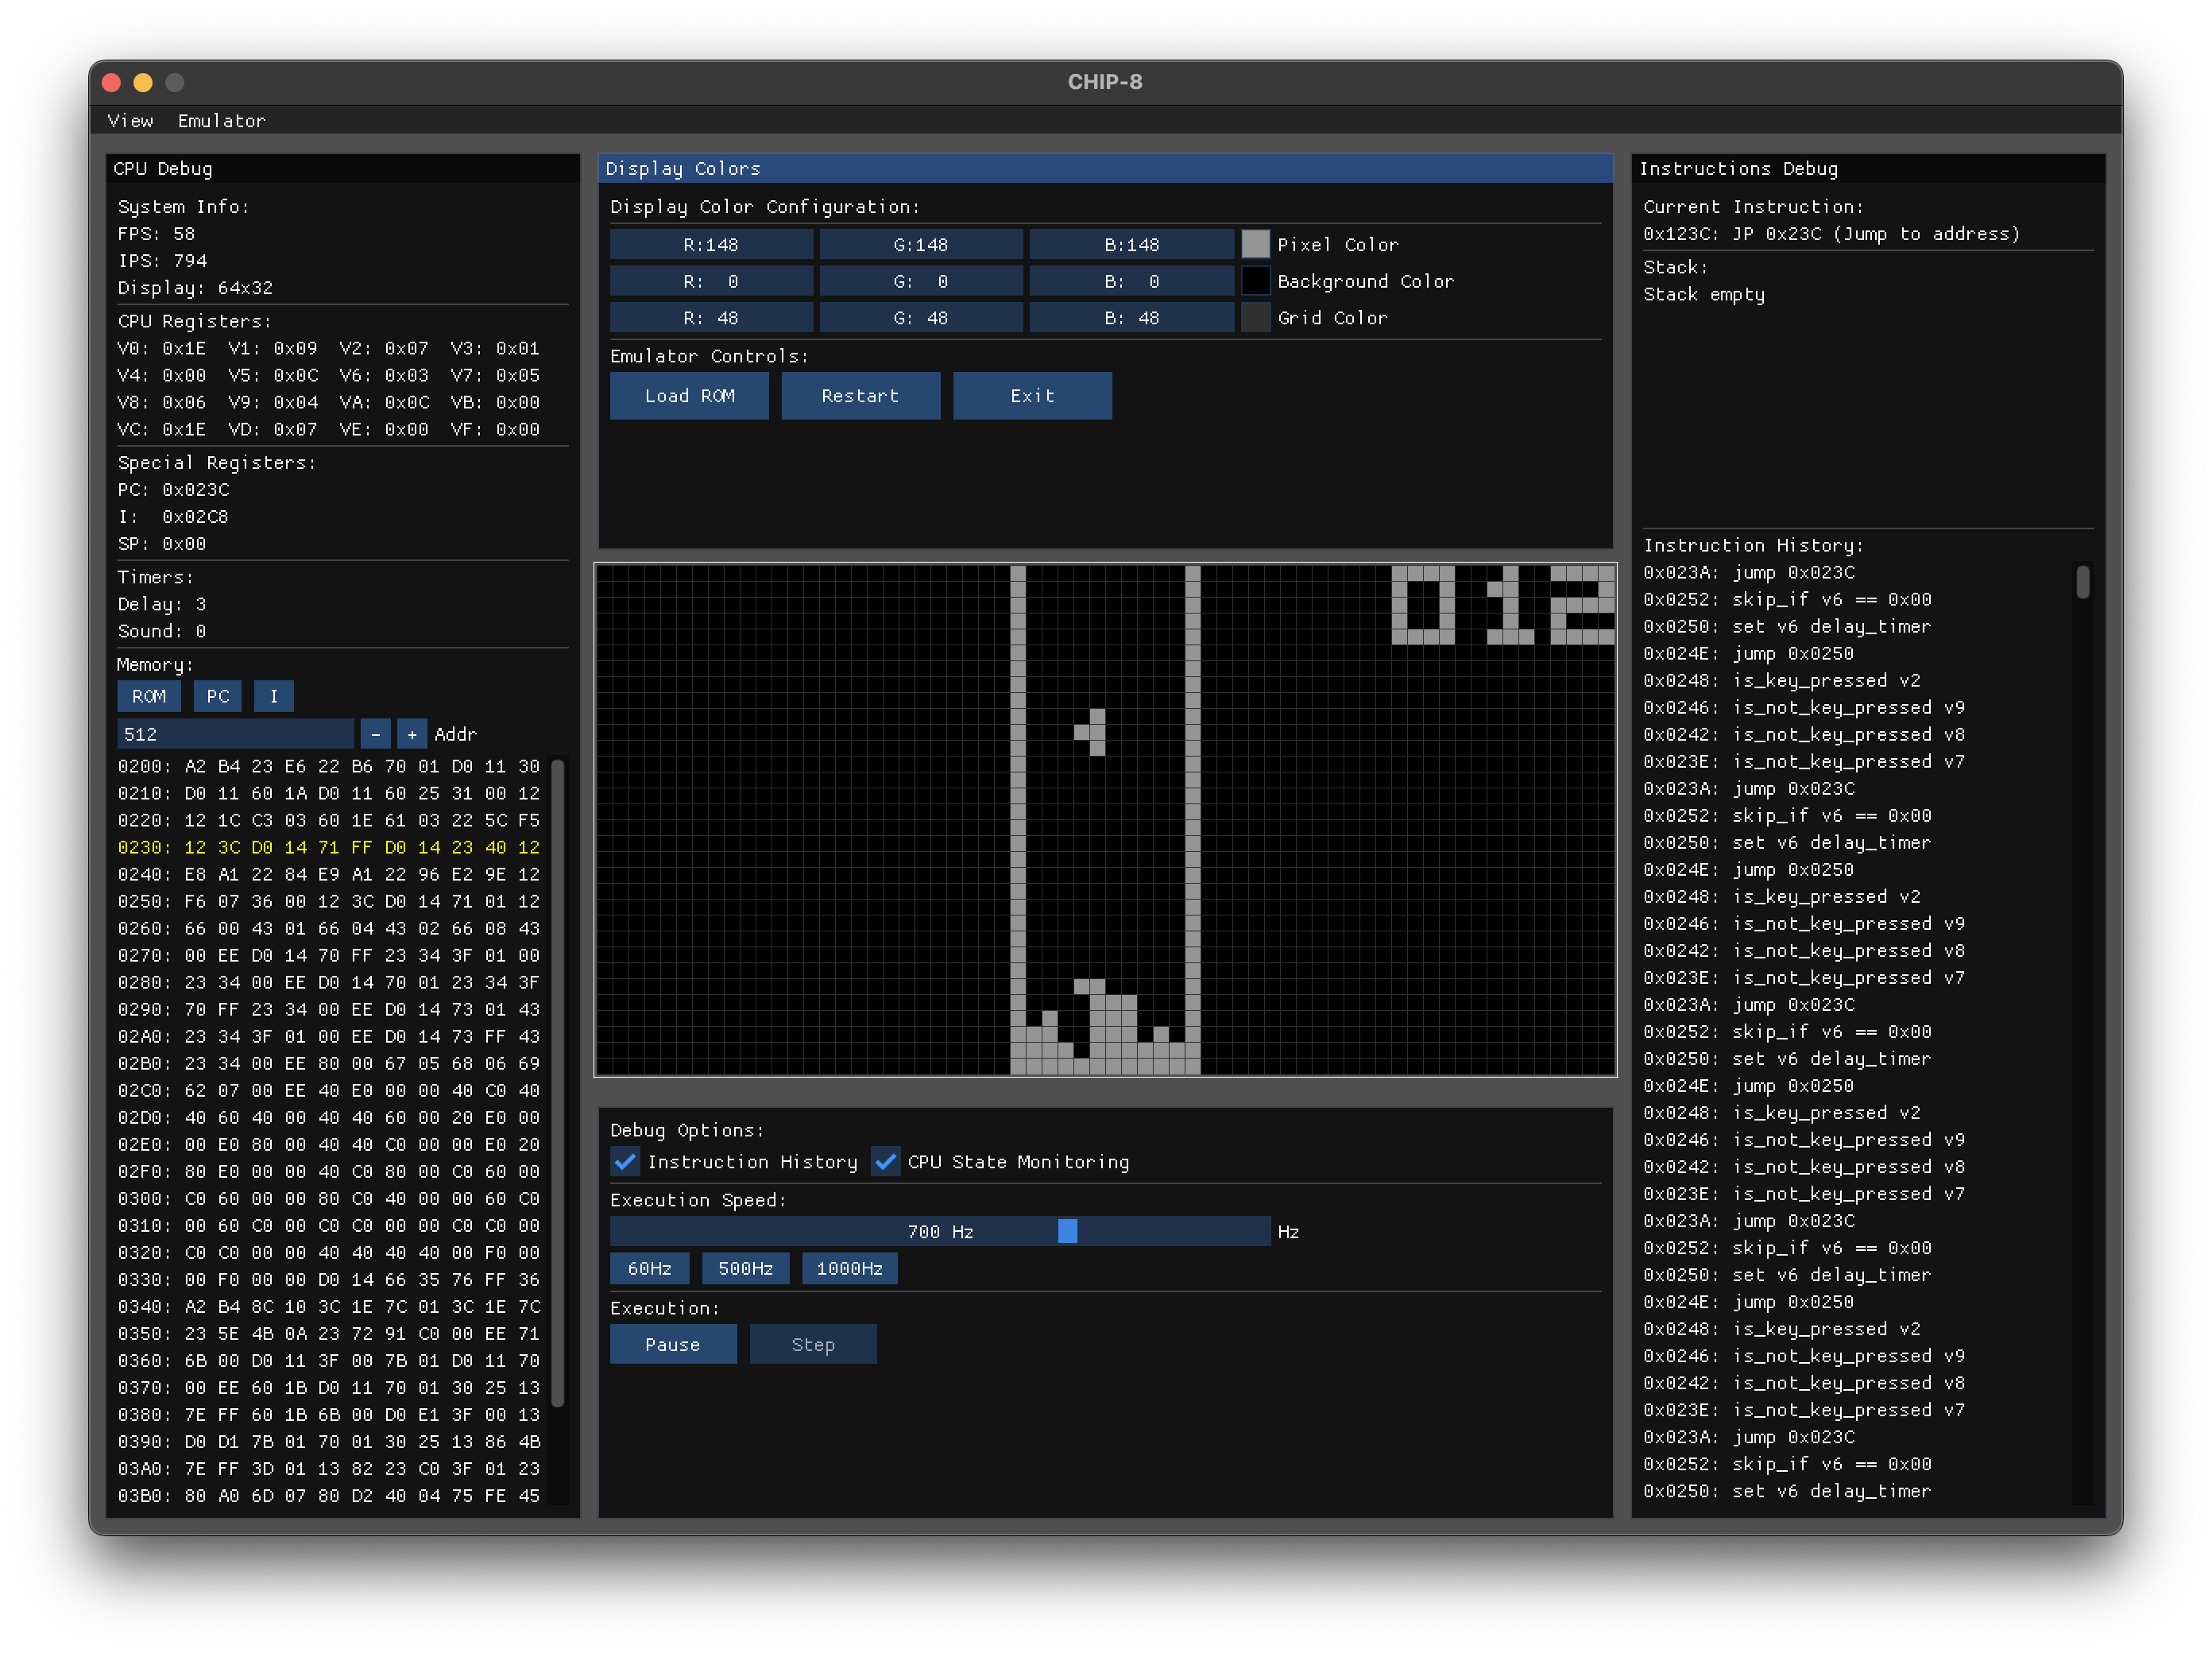 CHIP-8
View Emulator
CPU Debug
System Info:
FPS: 58
IPS: 794
Display: 64x32
CPU Registers:
V0: 0x1E V1: 0x09 V2: 0x07 V3: 0x01
V4: 0x00 V5: 0x0C V6: 0x03 V7: 0x05
V8: 0x06 V9: 0x04 VA: 0x0C VB: 0x00
VC: 0x1E VD: 0x07 VE: 0x00 VF: 0x00
Special Registers:
PC: 0x023C
I: 0x02C8
SP: 0x00
Timers:
Delay: 3
Sound: 0
Memory:
ROM PC I
512 - + Addr
0200: A2 B4 23 E6 22 B6 70 01 D0 11 30
0210: D0 11 60 1A D0 11 60 25 31 00 12
0220: 12 1C C3 03 60 1E 61 03 22 5C F5
0230: 12 3C D0 14 71 FF D0 14 23 40 12
0240: E8 A1 22 84 E9 A1 22 96 E2 9E 12
0250: F6 07 36 00 12 3C D0 14 71 01 12
0260: 66 00 43 01 66 04 43 02 66 08 43
0270: 00 EE D0 14 70 FF 23 34 3F 01 00
0280: 23 34 00 EE D0 14 70 01 23 34 3F
0290: 70 FF 23 34 00 EE D0 14 73 01 43
02A0: 23 34 3F 01 00 EE D0 14 73 FF 43
02B0: 23 34 00 EE 80 00 67 05 68 06 69
02C0: 62 07 00 EE 40 E0 00 00 40 C0 40
02D0: 40 60 40 00 40 40 60 00 20 E0 00
02E0: 00 E0 80 00 40 40 C0 00 00 E0 20
02F0: 80 E0 00 00 40 C0 80 00 C0 60 00
0300: C0 60 00 00 80 C0 40 00 00 60 C0
0310: 00 60 C0 00 C0 C0 00 00 C0 C0 00
0320: C0 C0 00 00 40 40 40 40 00 F0 00
0330: 00 F0 00 00 D0 14 66 35 76 FF 36
0340: A2 B4 8C 10 3C 1E 7C 01 3C 1E 7C
0350: 23 5E 4B 0A 23 72 91 C0 00 EE 71
0360: 6B 00 D0 11 3F 00 7B 01 D0 11 70
0370: 00 EE 60 1B D0 11 70 01 30 25 13
0380: 7E FF 60 1B 6B 00 D0 E1 3F 00 13
0390: D0 D1 7B 01 70 01 30 25 13 86 4B
03A0: 7E FF 3D 01 13 82 23 C0 3F 01 23
03B0: 80 A0 6D 07 80 D2 40 04 75 FE 45
Display Colors
Display Color Configuration:
R:148 G:148 B:148 Pixel Color
R: 0 G: 0 B: 0 Background Color
R: 48 G: 48 B: 48 Grid Color
Emulator Controls:
Load ROM Restart Exit
012
Debug Options:
Instruction History CPU State Monitoring
Execution Speed:
700 Hz Hz
60Hz 500Hz 1000Hz
Execution:
Pause Step
Instructions Debug
Current Instruction:
0x123C: JP 0x23C (Jump to address)
Stack:
Stack empty
Instruction History:
0x023A: jump 0x023C
0x0252: skip_if v6 == 0x00
0x0250: set v6 delay_timer
0x024E: jump 0x0250
0x0248: is_key_pressed v2
0x0246: is_not_key_pressed v9
0x0242: is_not_key_pressed v8
0x023E: is_not_key_pressed v7
0x023A: jump 0x023C
0x0252: skip_if v6 == 0x00
0x0250: set v6 delay_timer
0x024E: jump 0x0250
0x0248: is_key_pressed v2
0x0246: is_not_key_pressed v9
0x0242: is_not_key_pressed v8
0x023E: is_not_key_pressed v7
0x023A: jump 0x023C
0x0252: skip_if v6 == 0x00
0x0250: set v6 delay_timer
0x024E: jump 0x0250
0x0248: is_key_pressed v2
0x0246: is_not_key_pressed v9
0x0242: is_not_key_pressed v8
0x023E: is_not_key_pressed v7
0x023A: jump 0x023C
0x0252: skip_if v6 == 0x00
0x0250: set v6 delay_timer
0x024E: jump 0x0250
0x0248: is_key_pressed v2
0x0246: is_not_key_pressed v9
0x0242: is_not_key_pressed v8
0x023E: is_not_key_pressed v7
0x023A: jump 0x023C
0x0252: skip_if v6 == 0x00
0x0250: set v6 delay_timer